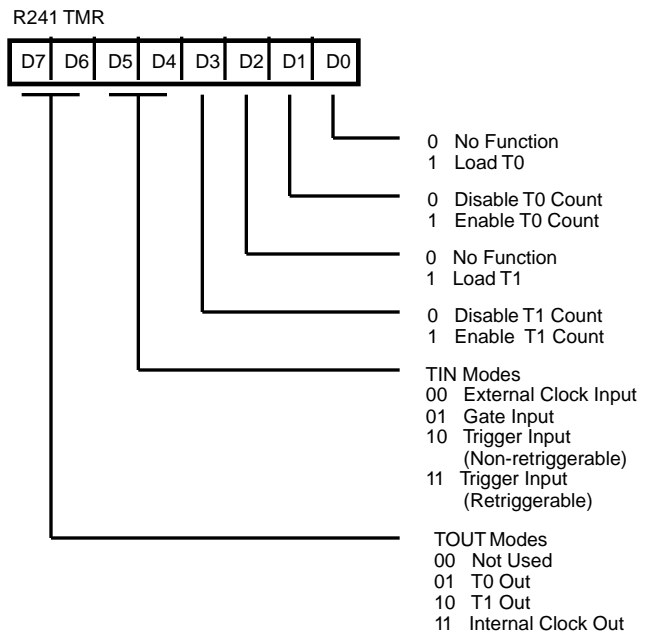 R241 TMR
D7 D6 D5 D4 D3 D2 D1 D0
0 No Function
1 Load T0
0 Disable T0 Count
1 Enable T0 Count
0 No Function
1 Load T1
0 Disable T1 Count
1 Enable T1 Count
TIN Modes
00 External Clock Input
01 Gate Input
10 Trigger Input
(Non-retriggerable)
11 Trigger Input
(Retriggerable)
TOUT Modes
00 Not Used
01 T0 Out
10 T1 Out
11 Internal Clock Out